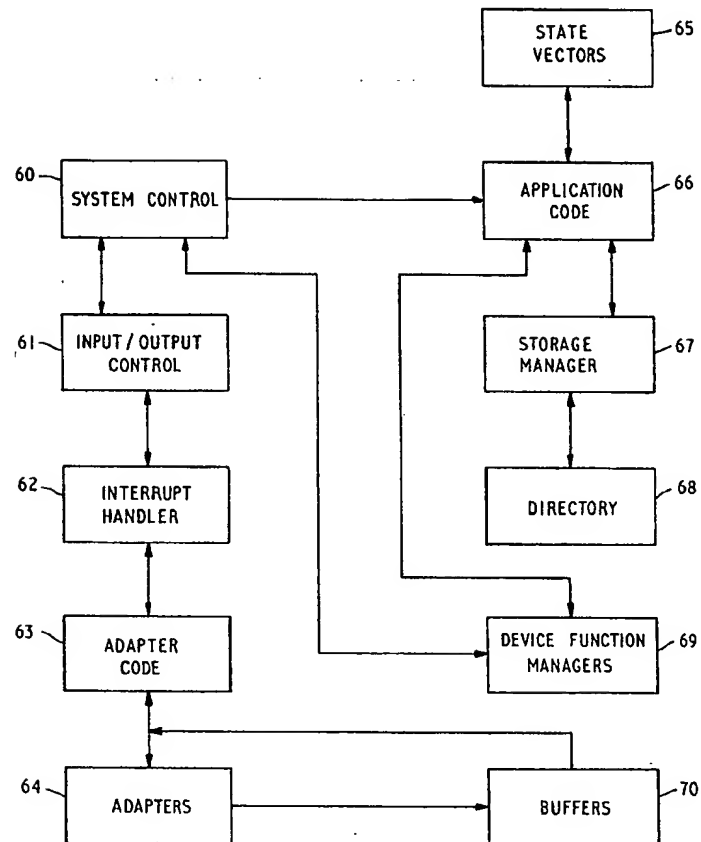 STATE
VECTORS
65
60
SYSTEM CONTROL
APPLICATION
CODE
66
61
INPUT/OUTPUT
CONTROL
STORAGE
MANAGER
67
62
INTERRUPT
HANDLER
DIRECTORY
68
63
ADAPTER
CODE
DEVICE FUNCTION
MANAGERS
69
64
ADAPTERS
BUFFERS
70